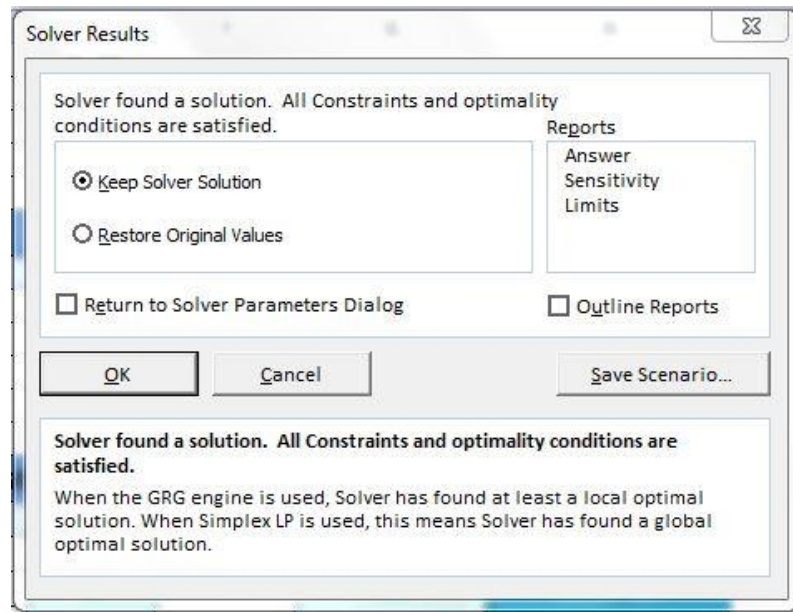 Solver Results
Solver found a solution. All Constraints and optimality
conditions are satisfied.
Reports
Keep Solver Solution
Restore Original Values
Answer
Sensitivity
Limits
Return to Solver Parameters Dialog
Outline Reports
OK
Cancel
Save Scenario...
Solver found a solution. All Constraints and optimality conditions are
satisfied.
When the GRG engine is used, Solver has found at least a local optimal
solution. When Simplex LP is used, this means Solver has found a global
optimal solution.